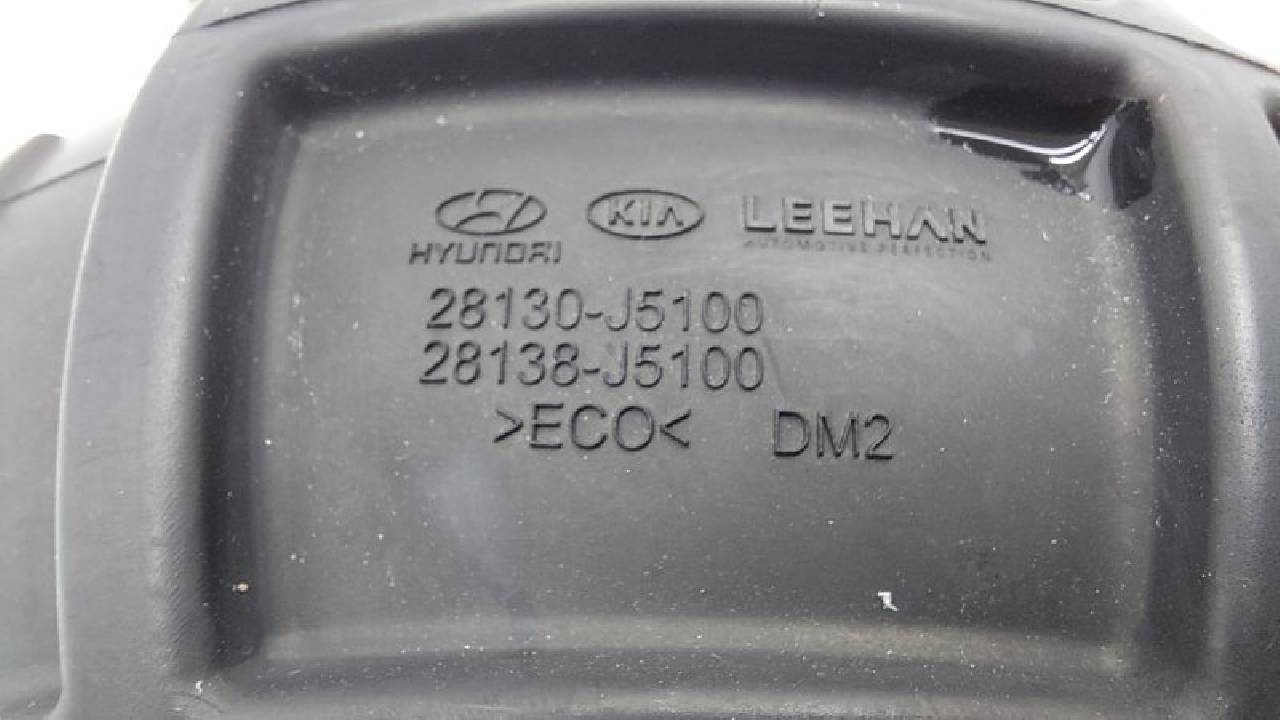 KIA LEEHAN
HYUNDAI AUTOMOTIVE PERFECTION
28130-J5100
28138-J5100
>ECO< DM2